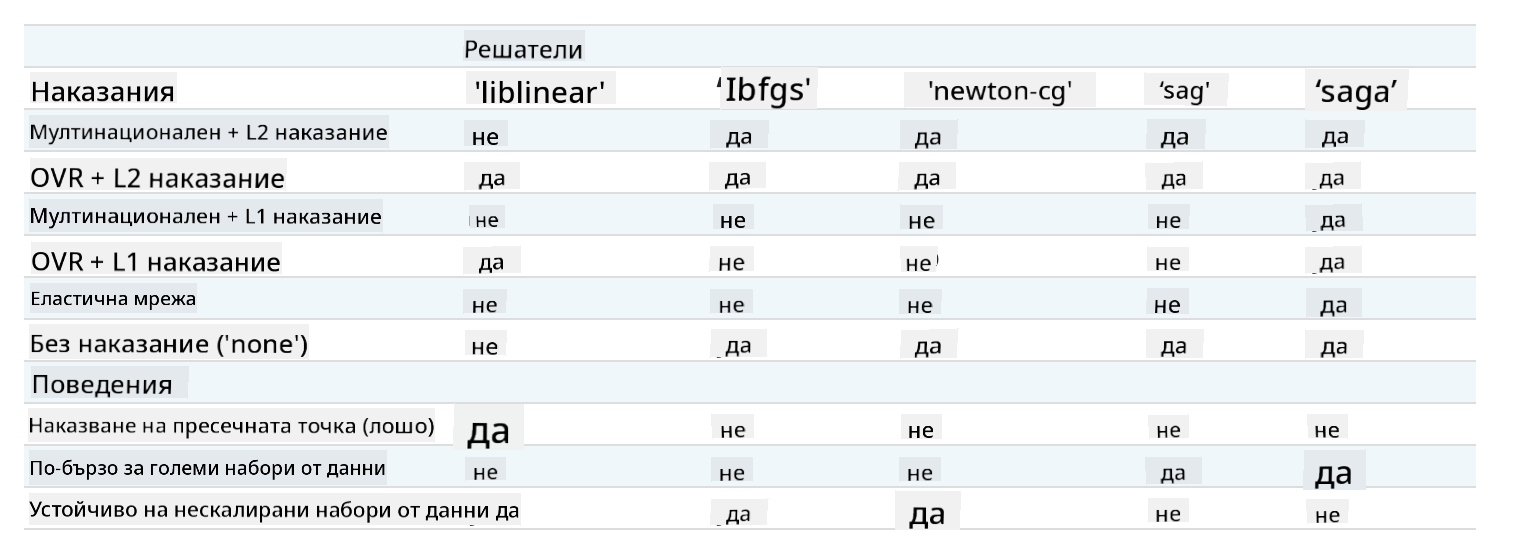 Решатели
Наказания 'liblinear' ‘Ibfgs' 'newton-cg' ‘sag' ‘saga’
Мултинационален + L2 наказание не да да да да
OVR + L2 наказание да да да да да
Мултинационален + L1 наказание не не не не да
OVR + L1 наказание да не не не да
Еластична мрежа не не не не да
Без наказание ('none') не да да да да
Поведения
Наказване на пресечната точка (лошо) да не не не не
По-бързо за големи набори от данни не не не да да
Устойчиво на нескалирани набори от данни да да да не не